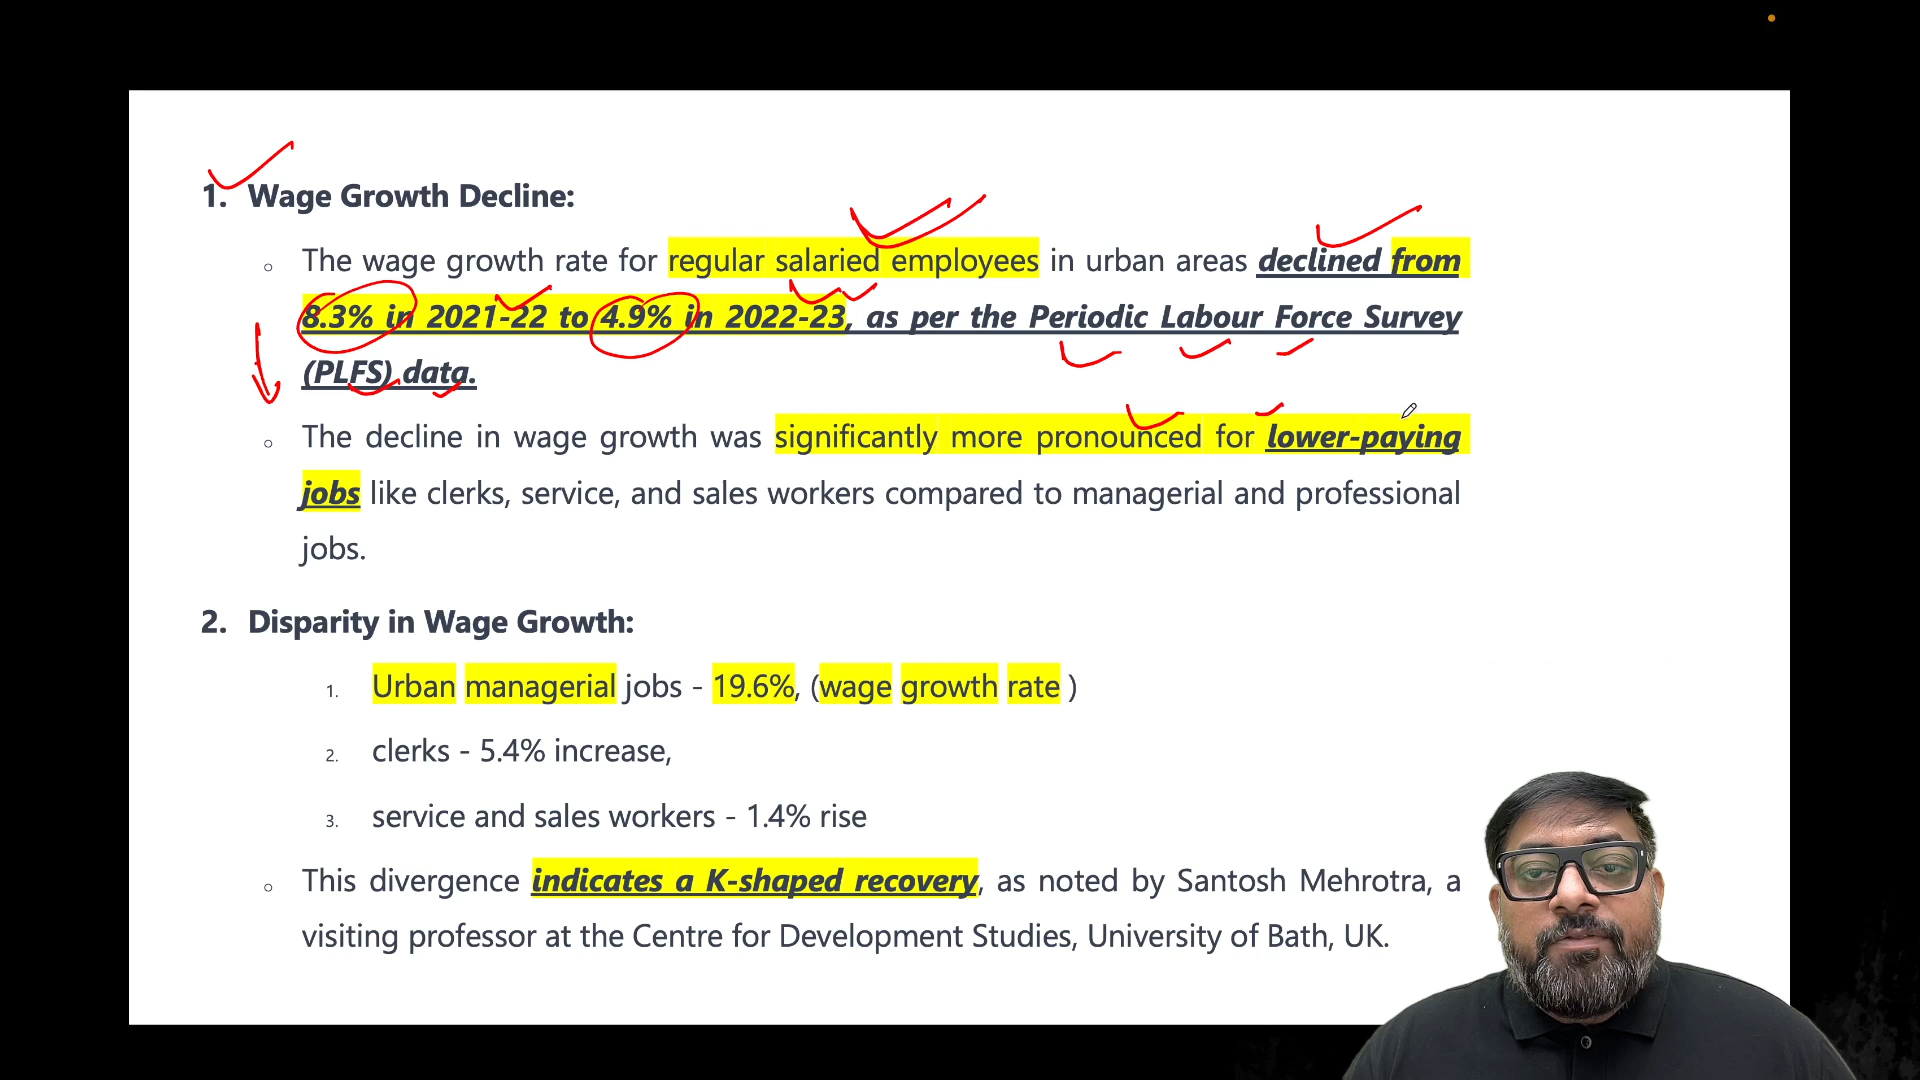 1. Wage Growth Decline:
○ The wage growth rate for regular salaried employees in urban areas declined from
8.3% in 2021-22 to 4.9% in 2022-23, as per the Periodic Labour Force Survey
(PLFS) data.
○ The decline in wage growth was significantly more pronounced for lower-paying
jobs like clerks, service, and sales workers compared to managerial and professional
jobs.
2. Disparity in Wage Growth:
1. Urban managerial jobs - 19.6%, (wage growth rate )
2. clerks - 5.4% increase,
3. service and sales workers - 1.4% rise
○ This divergence indicates a K-shaped recovery, as noted by Santosh Mehrotra, a
visiting professor at the Centre for Development Studies, University of Bath, UK.